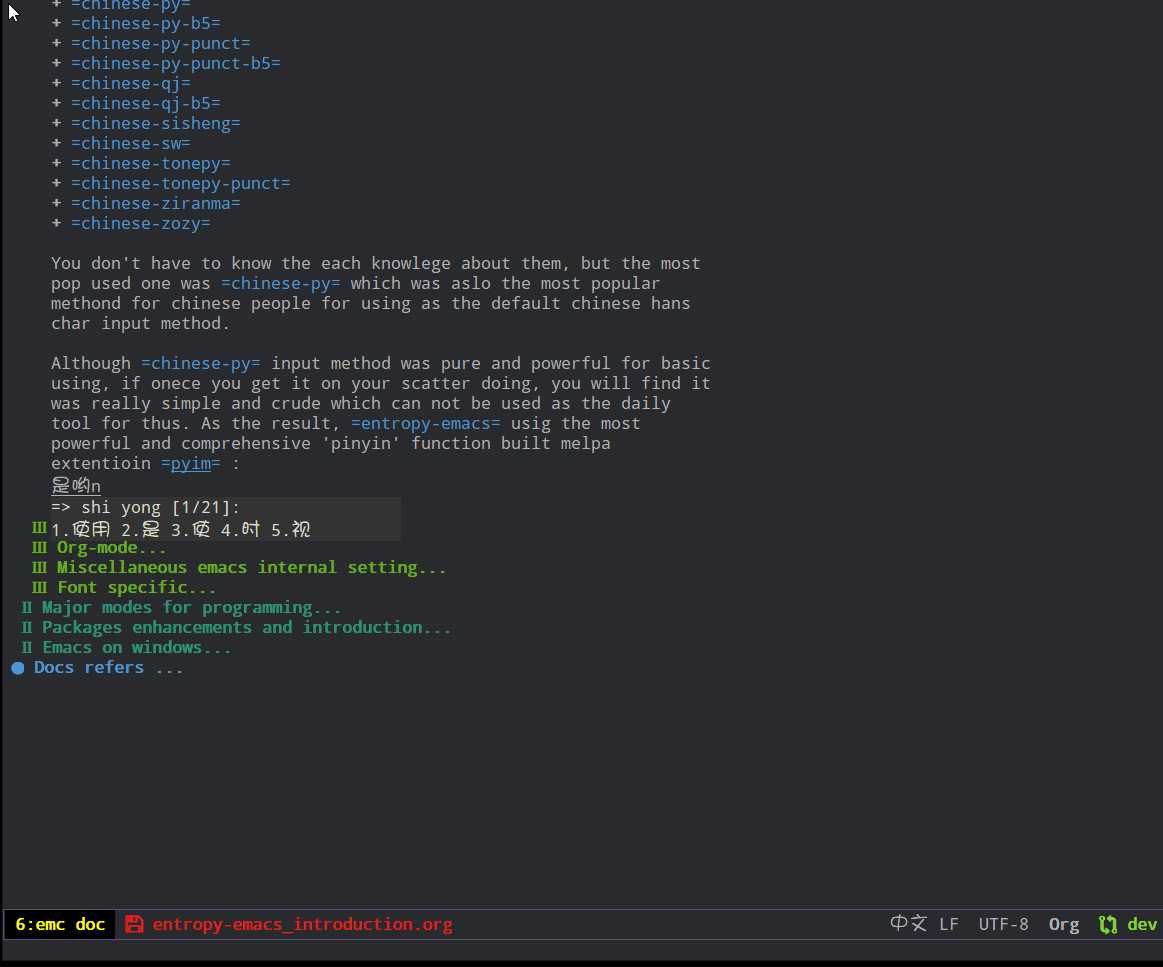 + =chinese-py=
+ =chinese-py-b5=
+ =chinese-py-punct=
+ =chinese-py-punct-b5=
+ =chinese-qj=
+ =chinese-qj-b5=
+ =chinese-sisheng=
+ =chinese-sw=
+ =chinese-tonepy=
+ =chinese-tonepy-punct=
+ =chinese-ziranma=
+ =chinese-zozy=
You don't have to know the each knowlege about them, but the most
pop used one was =chinese-py= which was aslo the most popular
methond for chinese people for using as the default chinese hans
char input method.
Although =chinese-py= input method was pure and powerful for basic
using, if onece you get it on your scatter doing, you will find it
was really simple and crude which can not be used as the daily
tool for thus. As the result, =entropy-emacs= usig the most
powerful and comprehensive 'pinyin' function built melpa
extentioin =pyim= :
是哟n
=> shi yong [1/21]:
III 1.使用 2.是 3.使 4.时 5.视
III Org-mode...
III Miscellaneous emacs internal setting...
III Font specific...
II Major modes for programming...
II Packages enhancements and introduction...
II Emacs on windows...
● Docs refers ...
6:emc doc entropy-emacs_introduction.org 中文 LF UTF-8 Org dev